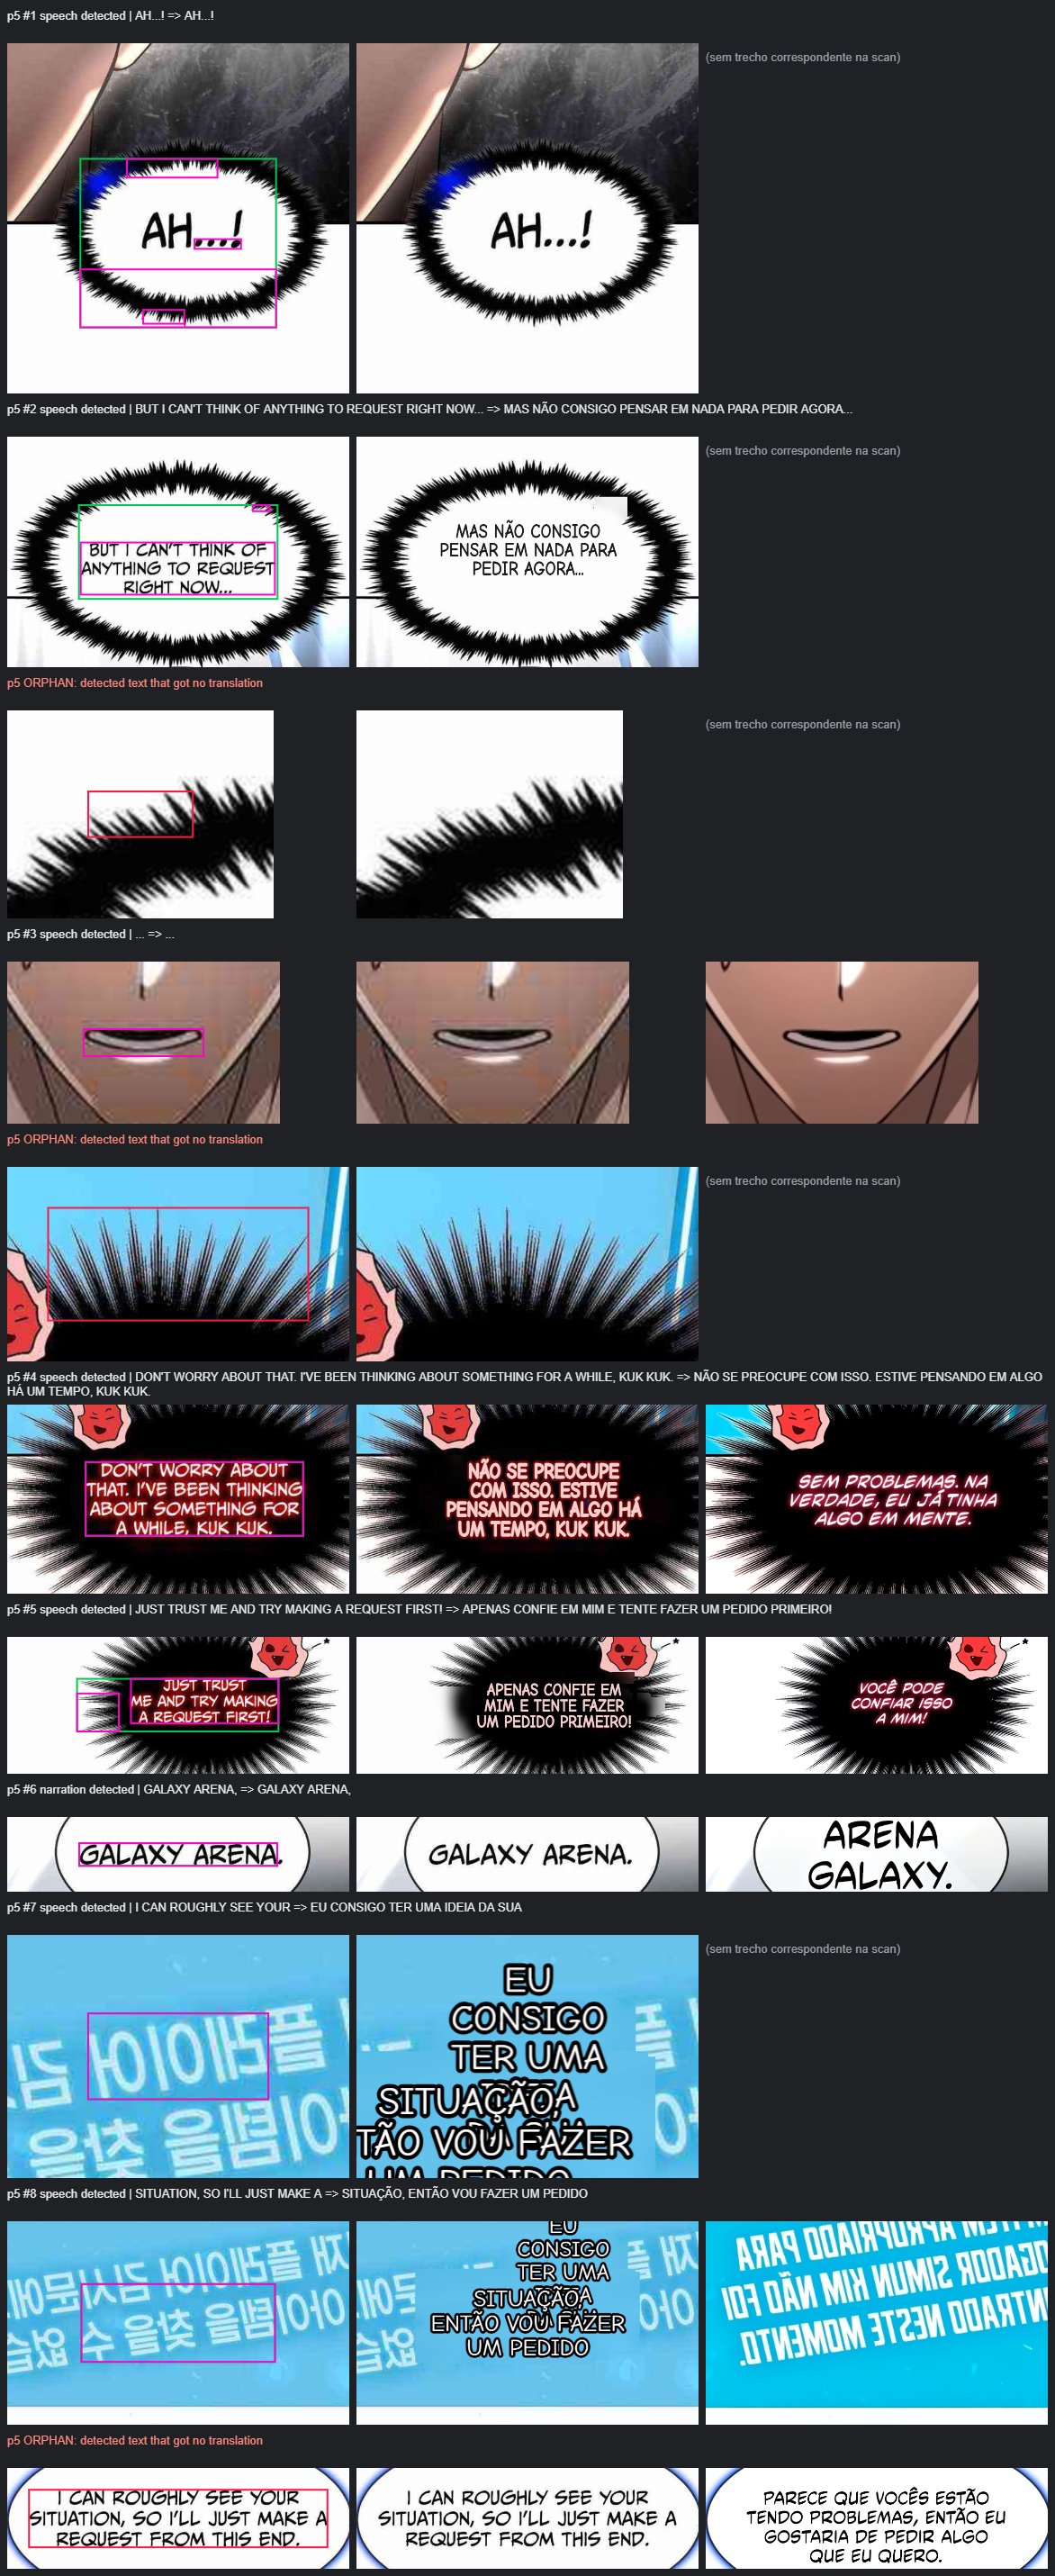 p5 #1 speech detected | AH...! => AH...!
(sem trecho correspondente na scan)
AH...!
AH...!
p5 #2 speech detected | BUT I CAN'T THINK OF ANYTHING TO REQUEST RIGHT NOW... => MAS NÃO CONSIGO PENSAR EM NADA PARA PEDIR AGORA...
(sem trecho correspondente na scan)
BUT I CAN'T THINK OF
ANYTHING TO REQUEST
RIGHT NOW...
MAS NÃO CONSIGO
PENSAR EM NADA PARA
PEDIR AGORA...
p5 ORPHAN: detected text that got no translation
(sem trecho correspondente na scan)
p5 #3 speech detected | ... => ...
p5 ORPHAN: detected text that got no translation
(sem trecho correspondente na scan)
p5 #4 speech detected | DON'T WORRY ABOUT THAT. I'VE BEEN THINKING ABOUT SOMETHING FOR A WHILE, KUK KUK. => NÃO SE PREOCUPE COM ISSO. ESTIVE PENSANDO EM ALGO
HÁ UM TEMPO, KUK KUK.
DON'T WORRY ABOUT
THAT. I'VE BEEN THINKING
ABOUT SOMETHING FOR
A WHILE, KUK KUK.
NÃO SE PREOCUPE
COM ISSO. ESTIVE
PENSANDO EM ALGO HÁ
UM TEMPO, KUK KUK.
SEM PROBLEMAS. NA
VERDADE, EU JÁ TINHA
ALGO EM MENTE.
p5 #5 speech detected | JUST TRUST ME AND TRY MAKING A REQUEST FIRST! => APENAS CONFIE EM MIM E TENTE FAZER UM PEDIDO PRIMEIRO!
JUST TRUST
ME AND TRY MAKING
A REQUEST FIRST!
APENAS CONFIE EM
MIM E TENTE FAZER
UM PEDIDO PRIMEIRO!
VOCÊ PODE
CONFIAR ISSO
A MIM!
p5 #6 narration detected | GALAXY ARENA, => GALAXY ARENA,
GALAXY ARENA.
GALAXY ARENA.
ARENA
GALAXY.
p5 #7 speech detected | I CAN ROUGHLY SEE YOUR => EU CONSIGO TER UMA IDEIA DA SUA
(sem trecho correspondente na scan)
EU
CONSIGO
TER UMA
SITUAÇÃO,
TÃO VOU FAZER
UM PEDIDO
p5 #8 speech detected | SITUATION, SO I'LL JUST MAKE A => SITUAÇÃO, ENTÃO VOU FAZER UM PEDIDO
EU
CONSIGO
TER UMA
SITUAÇÃO,
ENTÃO VOU FAZER
UM PEDIDO
APROPRIADO PARA
OGADOR SIMUN KIM NÃO FOI
NTRADO NESTE MOMENTO.
p5 ORPHAN: detected text that got no translation
I CAN ROUGHLY SEE YOUR
SITUATION, SO I'LL JUST MAKE A
REQUEST FROM THIS END.
I CAN ROUGHLY SEE YOUR
SITUATION, SO I'LL JUST MAKE A
REQUEST FROM THIS END.
PARECE QUE VOCÊS ESTÃO
TENDO PROBLEMAS, ENTÃO EU
GOSTARIA DE PEDIR ALGO
QUE EU QUERO.